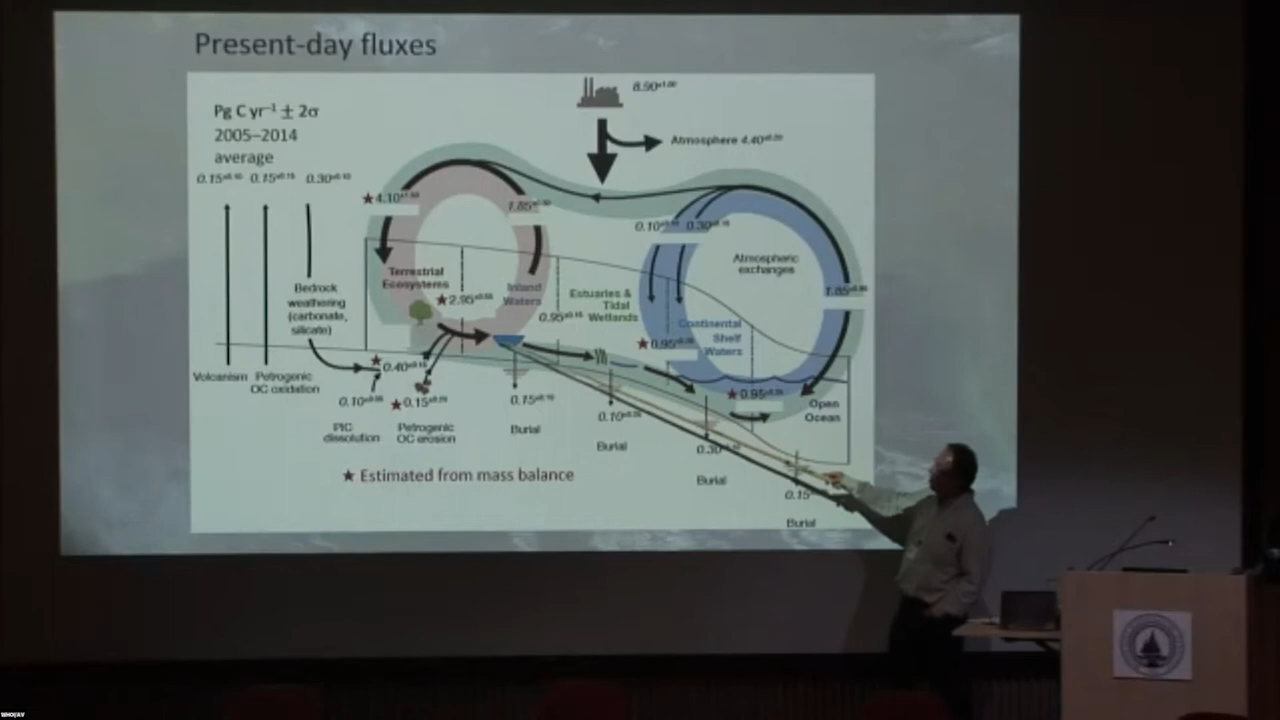 Present-day fluxes
Pg C yr⁻¹ ± 2σ
2005–2014
average
8.90
Atmosphere 4.40
0.15 0.15 0.30
★ 4.10
1.85
0.10 0.30
Atmospheric
exchanges
1.85
Terrestrial
Ecosystems
★ 2.95
Inland
Waters
Estuaries &
Tidal
Wetlands
0.95
Bedrock
weathering
(carbonate,
silicate)
Continental
Shelf
Waters
★ 0.95
★ 0.95
Open
Ocean
Volcanism
Petrogenic
OC oxidation
★ 0.40
0.10
★ 0.15
PIC
dissolution
Petrogenic
OC erosion
0.15
Burial
0.10
Burial
0.30
Burial
0.15
Burial
★ Estimated from mass balance